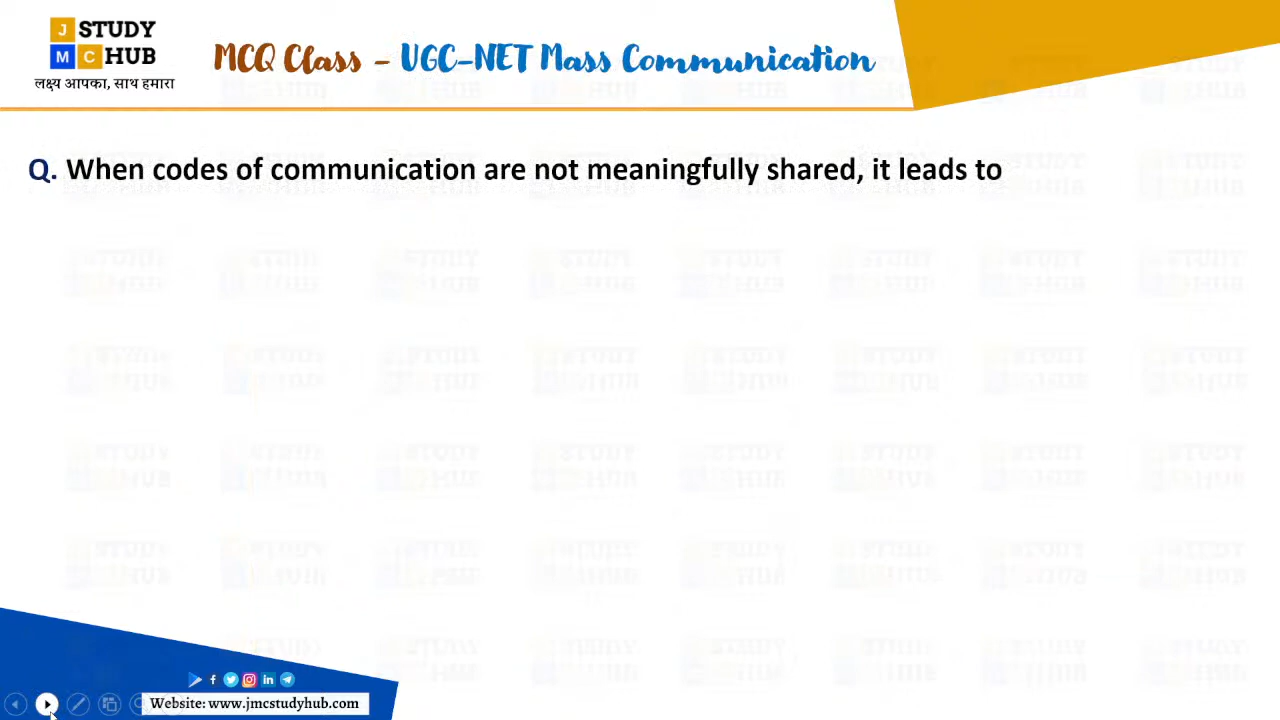 J STUDY
M C HUB
लक्ष्य आपका, साथ हमारा
MCQ Class - UGC-NET Mass Communication
Q. When codes of communication are not meaningfully shared, it leads to
Website: www.jmcstudyhub.com